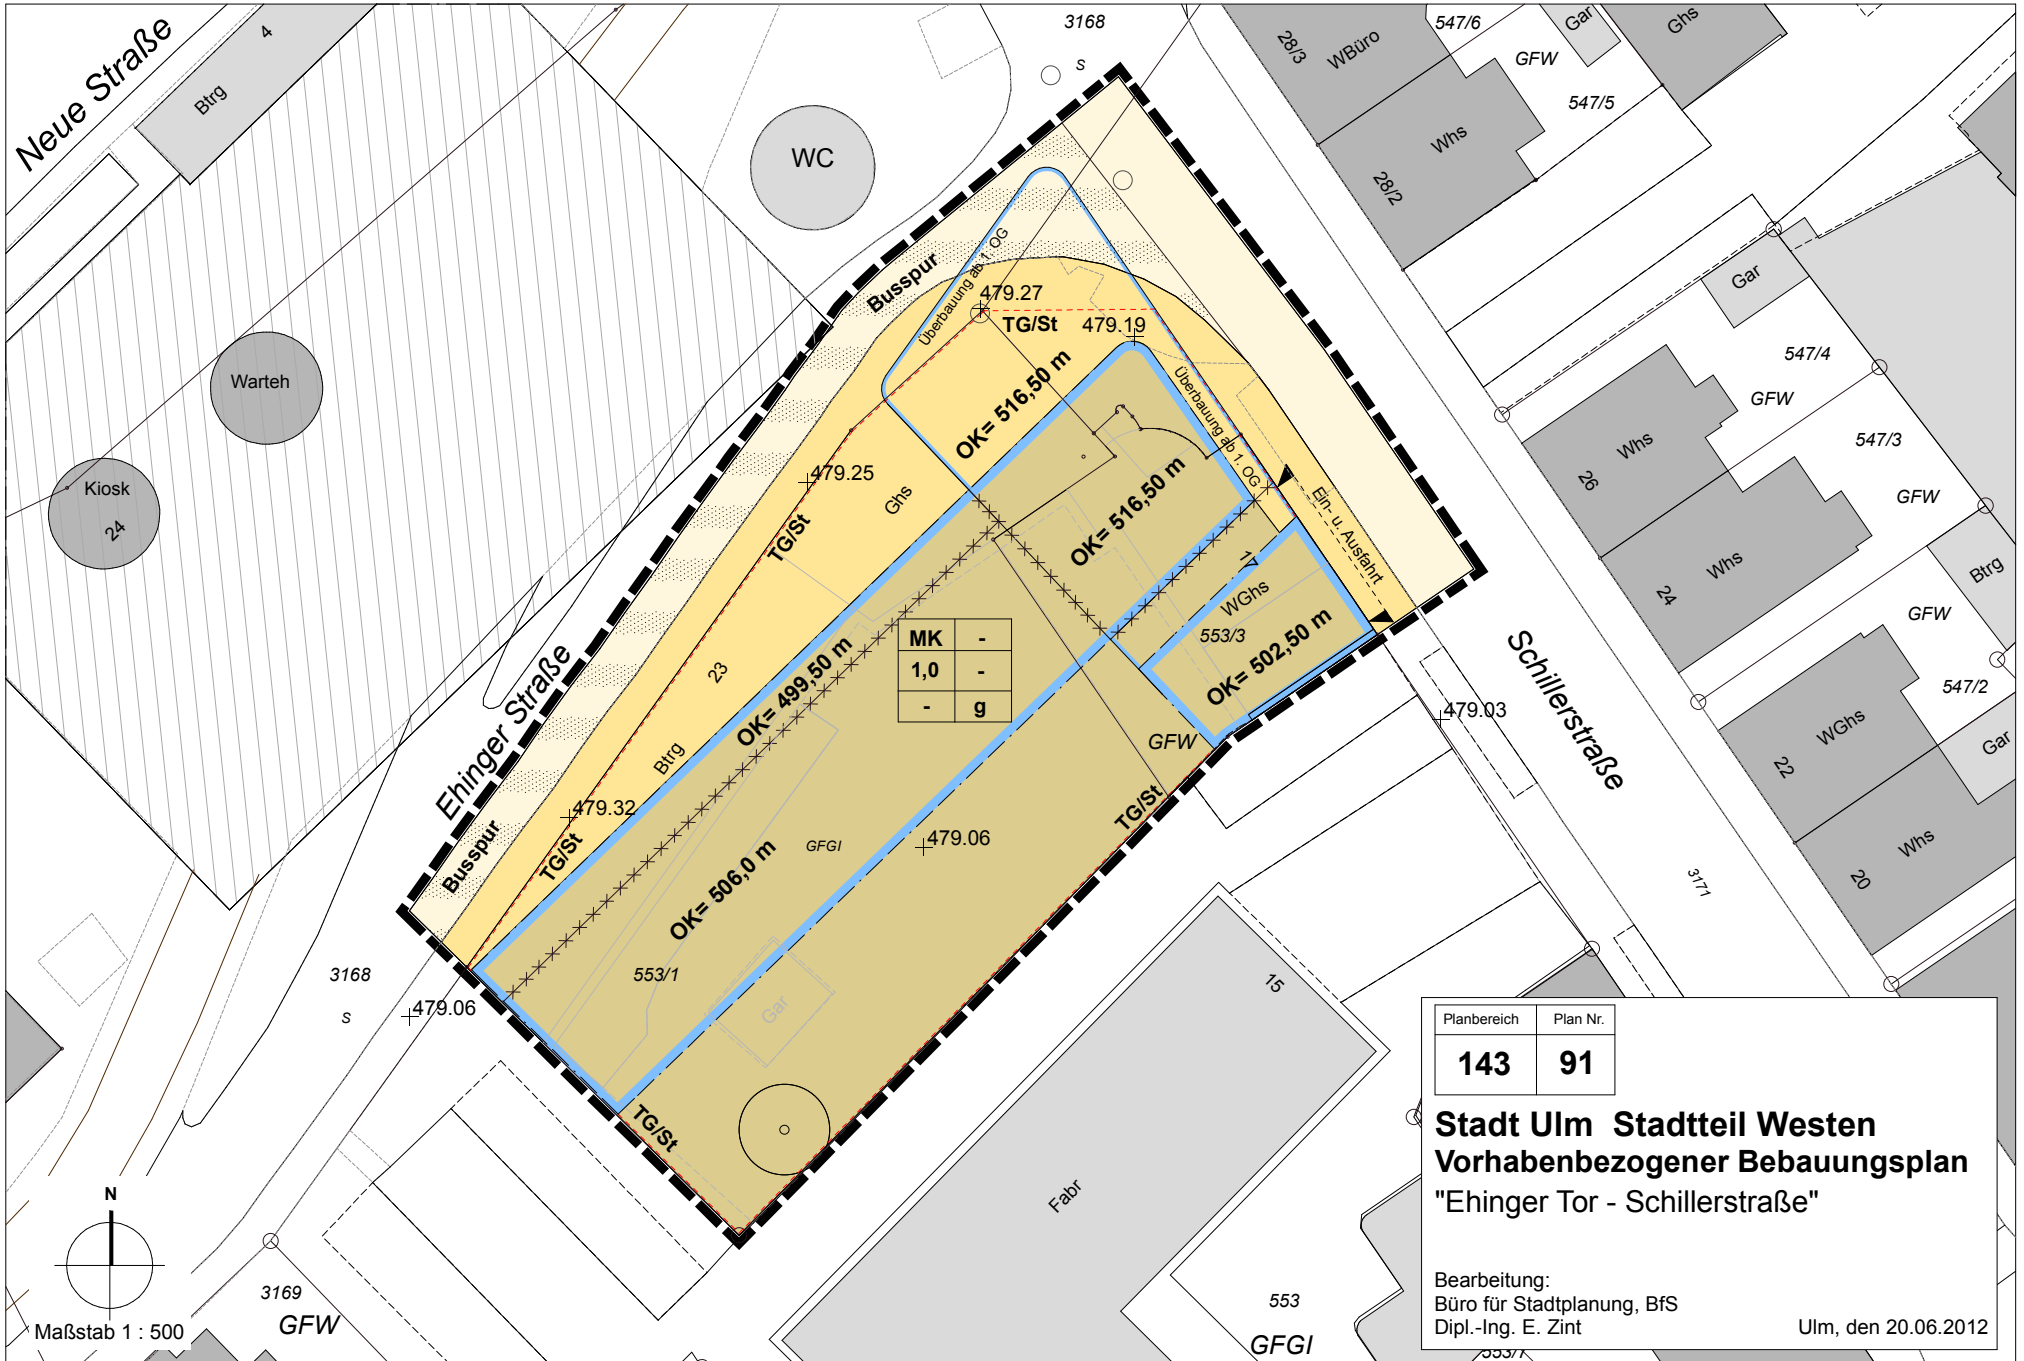 Neue Straße
4
Btrg
3168
S
WC
28/3
WBüro
547/6
Gar
Ghs
GFW
547/5
Whs
28/2
Busspur
Überbauung ab 1. OG
479.27
TG/St
479.19
OK= 516,50 m
Überbauung ab 1. OG
Gar
547/4
GFW
547/3
Warteh
Kiosk
24
479.25
TG/St
Ghs
OK= 516,50 m
Ein- u. Ausfahrt
26
Whs
GFW
24
Whs
Btrg
GFW
17
WGhs
553/3
OK= 502,50 m
MK
-
1,0
-
-
g
OK= 499,50 m
23
Btrg
Ehinger Straße
Schillerstraße
547/2
Gar
479.03
GFW
22
WGhs
479.32
TG/St
Busspur
TG/St
479.06
GFGI
OK= 506,0 m
20
Whs
3171
553/1
Gar
3168
S
479.06
15
TG/St
Fabr
N
Maßstab 1 : 500
3169
GFW
553
GFGI
553/7
Planbereich
Plan Nr.
143
91
Stadt Ulm  Stadtteil Westen
Vorhabenbezogener Bebauungsplan
"Ehinger Tor - Schillerstraße"
Bearbeitung:
Büro für Stadtplanung, BfS
Dipl.-Ing. E. Zint
Ulm, den 20.06.2012